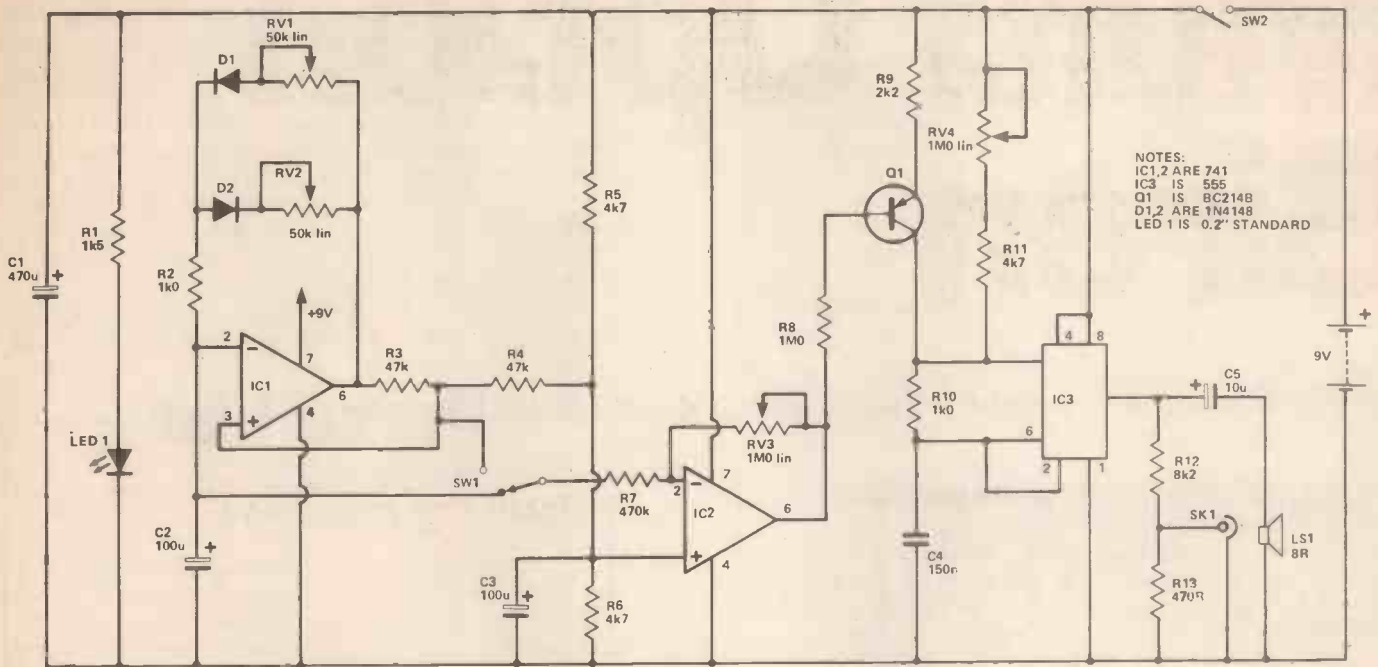 RV1
50k lin
D1
D2
RV2
50k lin
R1
1k5
R2
1k0
C1
470u
+
+9V
2
7
IC1
3
4
6
R3
47k
R4
47k
R5
4k7
LED 1
C2
100u
+
SW1
R7
470k
RV3
1M0 lin
2
7
IC2
6
4
C3
100u
+
R6
4k7
R8
1M0
Q1
R9
2k2
RV4
1M0 lin
R11
4k7
R10
1k0
C4
150n
4
8
IC3
6
2
1
+
C5
10u
R12
8k2
SK1
R13
470R
LS1
8R
SW2
+
9V
NOTES:
IC1,2 ARE 741
IC3 IS 555
Q1 IS BC214B
D1,2 ARE 1N4148
LED 1 IS 0.2" STANDARD